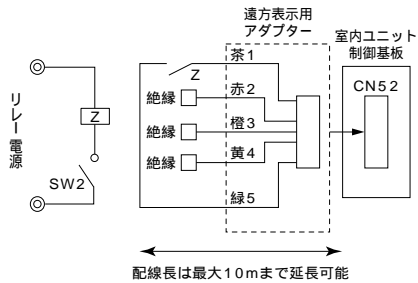 遠方表示用
アダプター
室内ユニット
制御基板
CN52
茶1
Z
赤2
絶縁
橙3
絶縁
黄4
絶縁
緑5
リレー電源
Z
SW2
配線長は最大10mまで延長可能